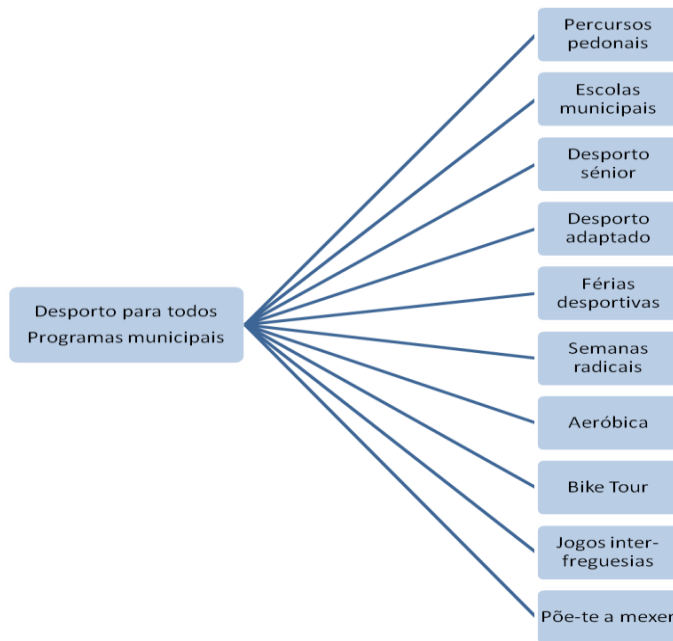 Percursos
pedonais
Escolas
municipais
Desporto
sénior
Desporto
adaptado
Desporto para todos
Programas municipais
Férias
desportivas
Semanas
radicais
Aeróbica
Bike Tour
Jogos inter-
freguesias
Põe-te a mexer